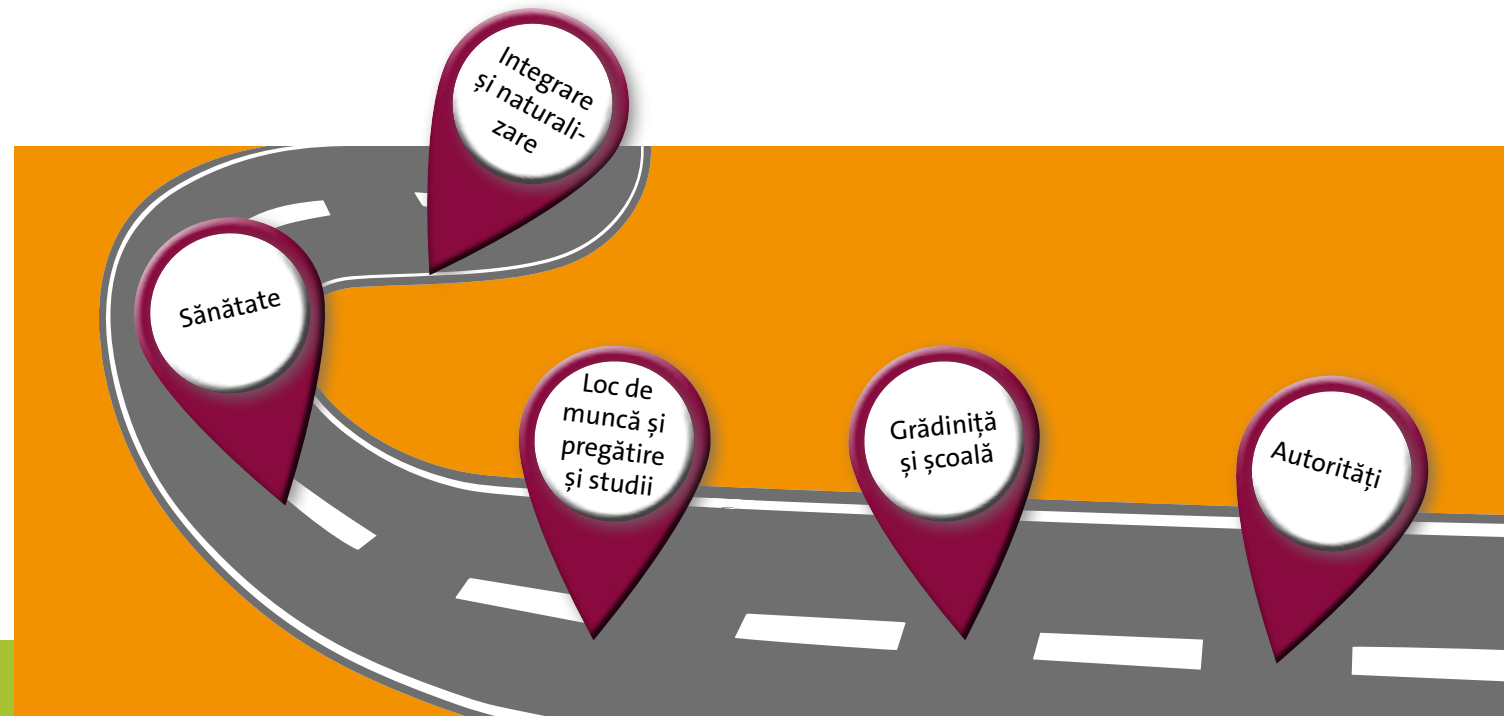 Integrare
și naturali-
zare
Sănătate
Loc de
muncă și
pregătire
și studii
Grădiniță
și școală
Autorități